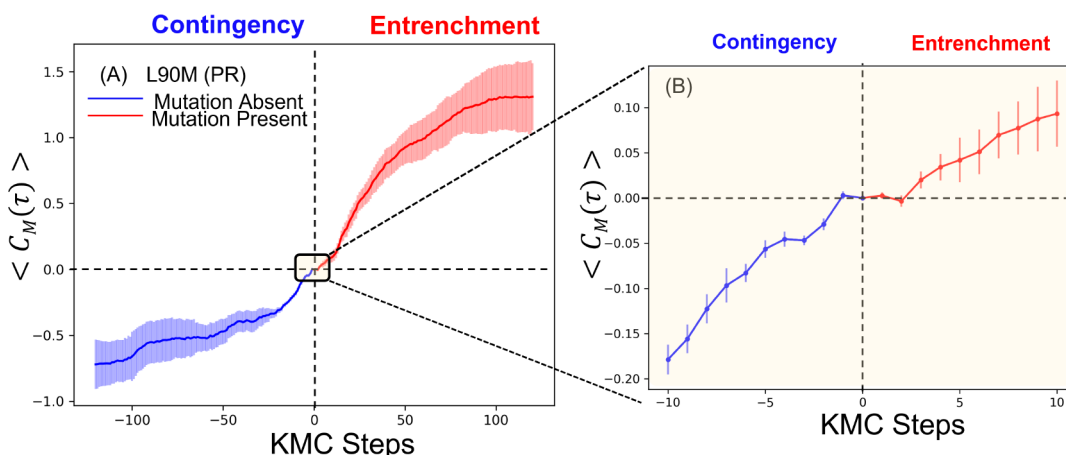 Contingency
Entrenchment
(A) L90M (PR)
Mutation Absent
Mutation Present
< C_M(τ) >
1.5
1.0
0.5
0.0
−0.5
−1.0
−100
−50
0
50
100
KMC Steps
Contingency
Entrenchment
(B)
< C_M(τ) >
0.10
0.05
0.00
−0.05
−0.10
−0.15
−0.20
−10
−5
0
5
10
KMC Steps